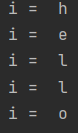 i =  h
i =  e
i =  l
i =  l
i =  o